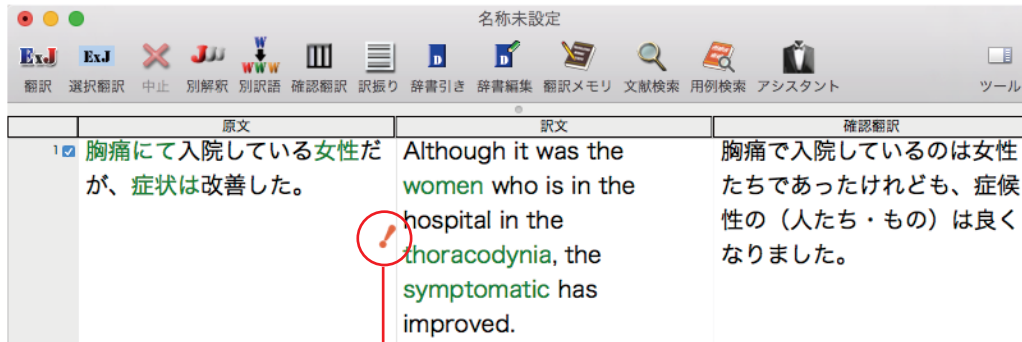 名称未設定
ExJ ExJ J W WWW D D
翻訳 選択翻訳 中止 別解釈 別訳語 確認翻訳 訳振り 辞書引き 辞書編集 翻訳メモリ 文献検索 用例検索 アシスタント ツール
原文 訳文 確認翻訳
1 胸痛にて入院している女性だ
が、症状は改善した。
Although it was the
women who is in the
hospital in the
thoracodynia, the
symptomatic has
improved.
胸痛で入院しているのは女性
たちであったけれども、症候
性の（人たち・もの）は良く
なりました。